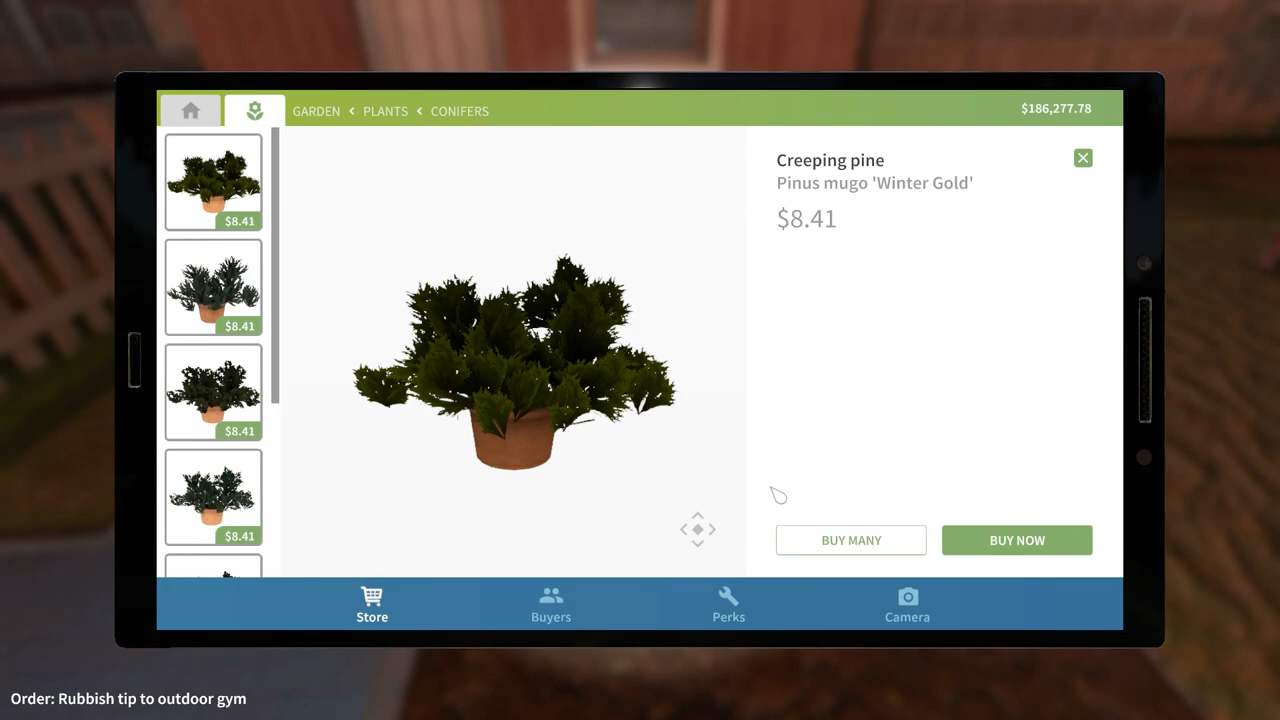 GARDEN < PLANTS < CONIFERS
$186,277.78
$8.41
$8.41
$8.41
$8.41
Creeping pine
Pinus mugo 'Winter Gold'
$8.41
BUY MANY
BUY NOW
Store
Buyers
Perks
Camera
Order: Rubbish tip to outdoor gym